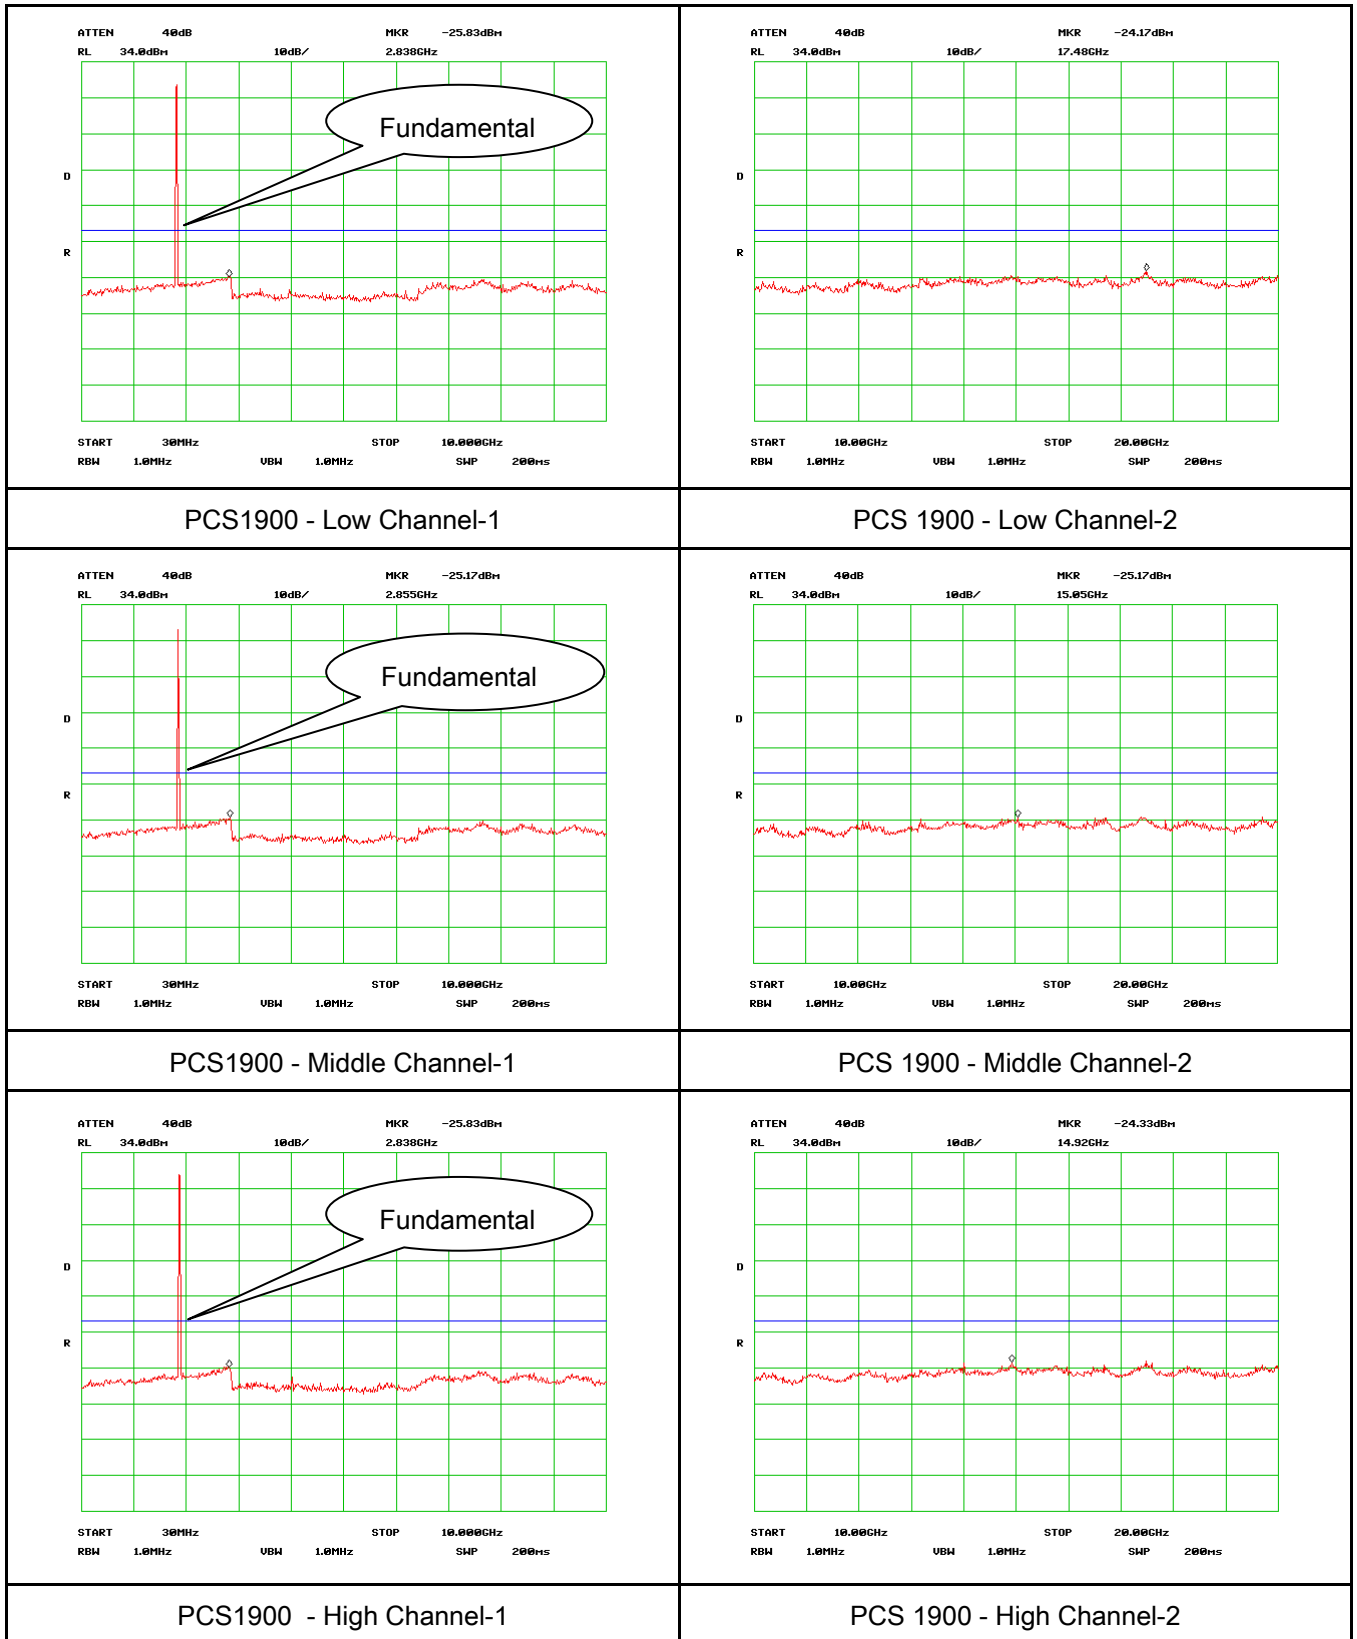 ATTEN 40dB MKR -25.83dBm
RL 34.0dBm 10dB/ 2.838GHz
Fundamental
D
R
START 30MHz STOP 10.000GHz
RBW 1.0MHz VBW 1.0MHz SWP 200ms
PCS1900 - Low Channel-1
ATTEN 40dB MKR -24.17dBm
RL 34.0dBm 10dB/ 17.48GHz
D
R
START 10.00GHz STOP 20.00GHz
RBW 1.0MHz VBW 1.0MHz SWP 200ms
PCS 1900 - Low Channel-2
ATTEN 40dB MKR -25.17dBm
RL 34.0dBm 10dB/ 2.855GHz
Fundamental
D
R
START 30MHz STOP 10.000GHz
RBW 1.0MHz VBW 1.0MHz SWP 200ms
PCS1900 - Middle Channel-1
ATTEN 40dB MKR -25.17dBm
RL 34.0dBm 10dB/ 15.05GHz
D
R
START 10.00GHz STOP 20.00GHz
RBW 1.0MHz VBW 1.0MHz SWP 200ms
PCS 1900 - Middle Channel-2
ATTEN 40dB MKR -25.83dBm
RL 34.0dBm 10dB/ 2.838GHz
Fundamental
D
R
START 30MHz STOP 10.000GHz
RBW 1.0MHz VBW 1.0MHz SWP 200ms
PCS1900 - High Channel-1
ATTEN 40dB MKR -24.33dBm
RL 34.0dBm 10dB/ 14.92GHz
D
R
START 10.00GHz STOP 20.00GHz
RBW 1.0MHz VBW 1.0MHz SWP 200ms
PCS 1900 - High Channel-2